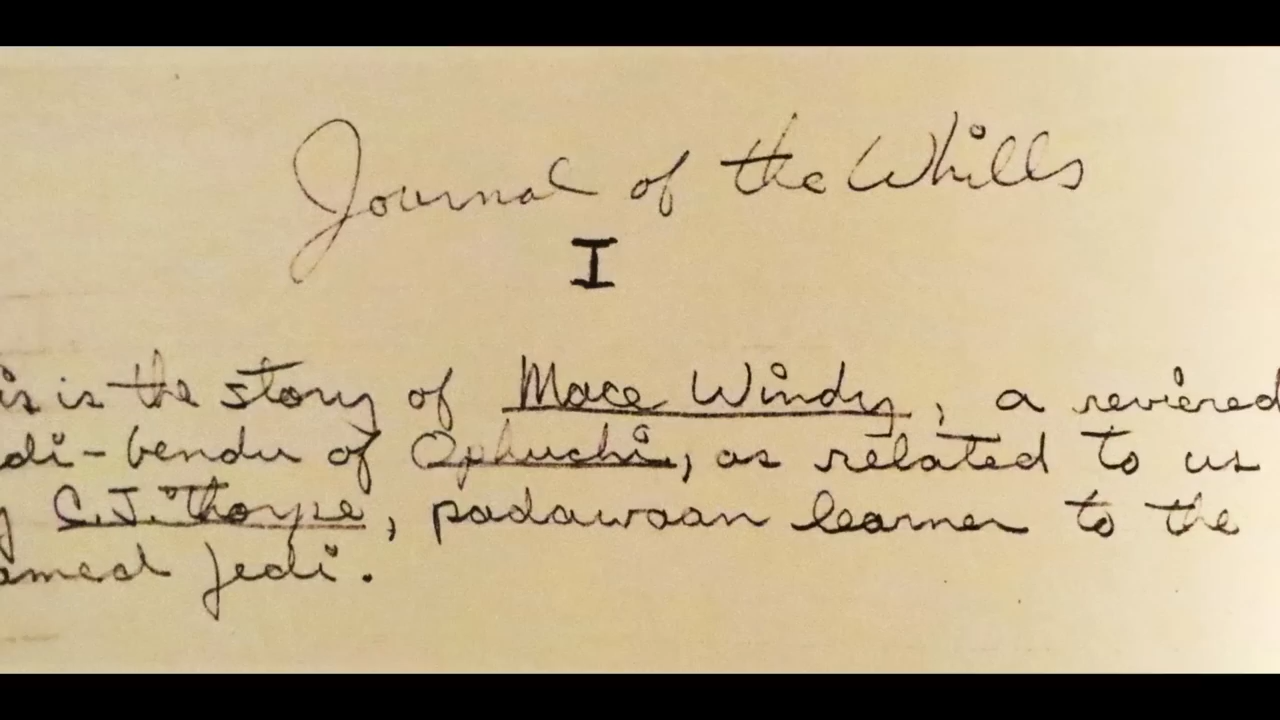 Journal of the Whills
I
is is the story of Mace Windy, a reviered
di-bendu of Ophuchi, as related to us
y C.J. Thorpe, padawaan learner to the
amed Jedi.